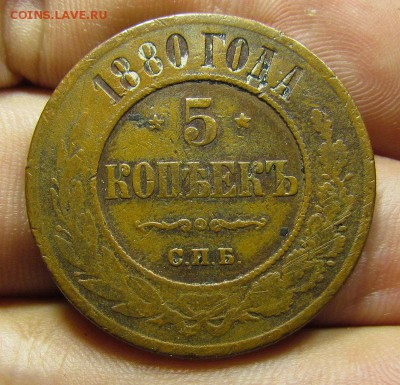 COINS.LAVE.RU
1880 ГОДА
5
КОПѢЕКЪ
С.П.Б.